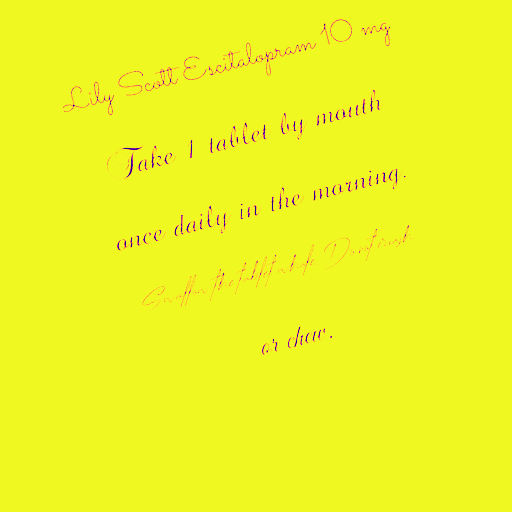 Lily Scott Escitalopram 10 mg
Take 1 tablet by mouth
once daily in the morning.
Swallow the tablet whole. Do not crush
or chew.